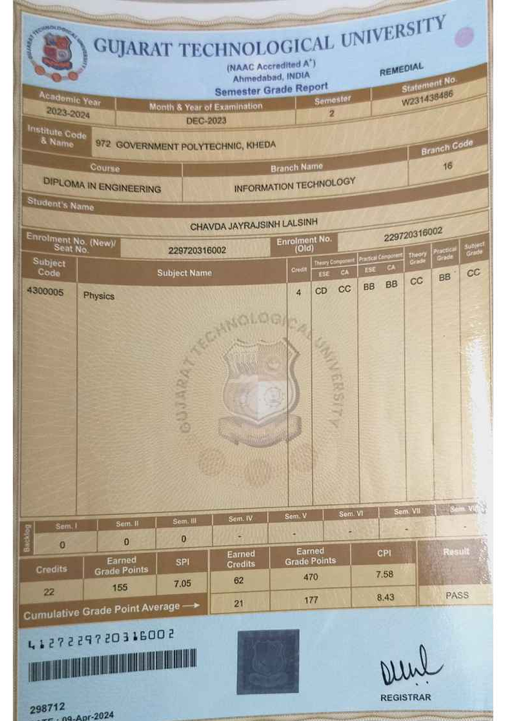 GUJARAT TECHNOLOGICAL UNIVERSITY
(NAAC Accredited A+)
Ahmedabad, INDIA
Semester Grade Report
REMEDIAL
Academic Year Month & Year of Examination Semester Statement No.
2023-2024 DEC-2023 2 W231438486
Institute Code & Name 972 GOVERNMENT POLYTECHNIC, KHEDA
Course Branch Name Branch Code
DIPLOMA IN ENGINEERING INFORMATION TECHNOLOGY 16
Student's Name
CHAVDA JAYRAJSINH LALSINH
Enrolment No. (New)/ Seat No. 229720316002 Enrolment No. (Old) 229720316002
Subject Code Subject Name Credit Theory Component Practical Component Theory Grade Practical Grade Subject Grade
ESE CA ESE CA
4300005 Physics 4 CD CC BB BB CC BB CC
GUJARAT TECHNOLOGICAL UNIVERSITY
Backlog Sem. I Sem. II Sem. III Sem. IV Sem. V Sem. VI Sem. VII Sem. VIII
0 0 0 - - - - -
Credits Earned Grade Points SPI Earned Credits Earned Grade Points CPI Result
22 155 7.05 62 470 7.58 PASS
Cumulative Grade Point Average 21 177 8.43
4127229720316002
298712
09-Apr-2024
REGISTRAR